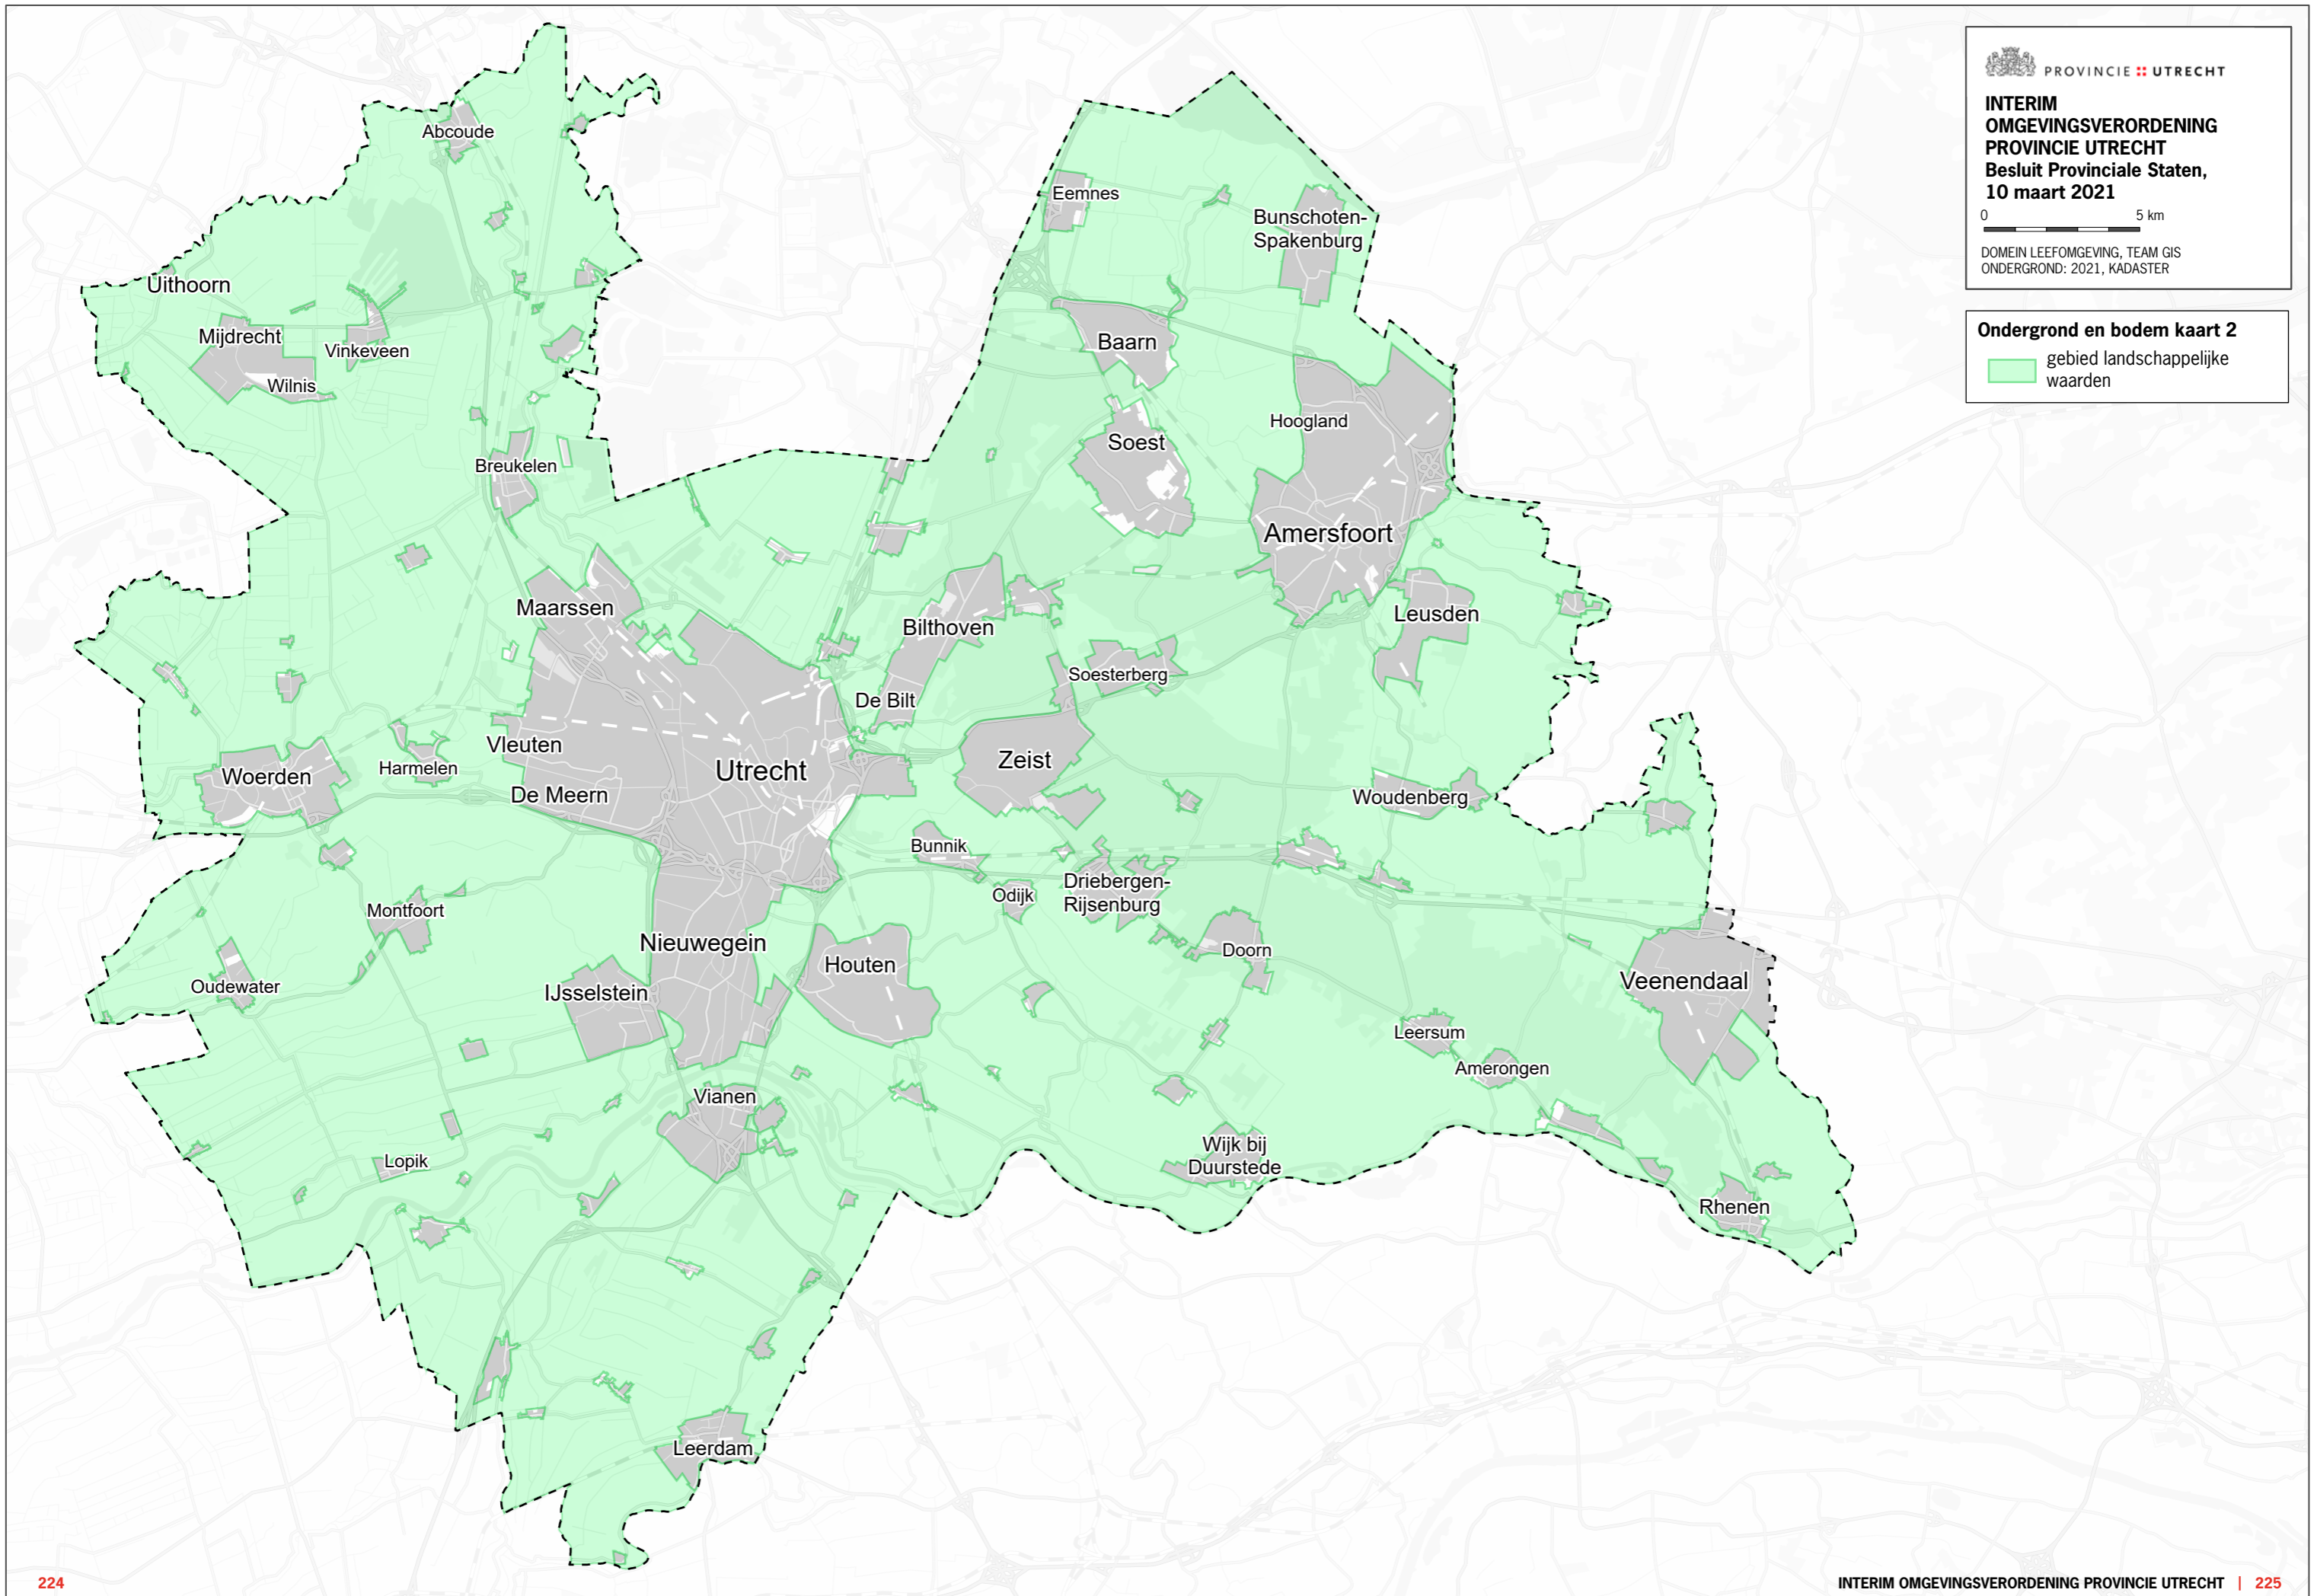 PROVINCIE UTRECHT
INTERIM
OMGEVINGSVERORDENING
PROVINCIE UTRECHT
Besluit Provinciale Staten,
10 maart 2021
0 5 km
DOMEIN LEEFOMGEVING, TEAM GIS
ONDERGROND: 2021, KADASTER
Ondergrond en bodem kaart 2
gebied landschappelijke
waarden
Abcoude
Eemnes
Bunschoten-
Spakenburg
Uithoorn
Mijdrecht
Vinkeveen
Wilnis
Baarn
Hoogland
Soest
Breukelen
Amersfoort
Maarssen
Bilthoven
Leusden
Soesterberg
De Bilt
Vleuten
Harmelen
Woerden
Utrecht
Zeist
De Meern
Woudenberg
Bunnik
Odijk
Driebergen-
Rijsenburg
Montfoort
Nieuwegein
Houten
Doorn
Oudewater
IJsselstein
Veenendaal
Leersum
Amerongen
Vianen
Lopik
Wijk bij
Duurstede
Rhenen
Leerdam
224
INTERIM OMGEVINGSVERORDENING PROVINCIE UTRECHT | 225